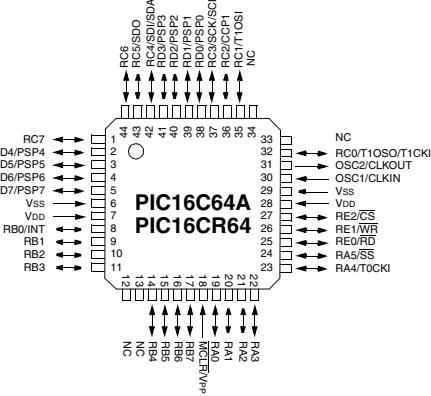 RC6
RC5/SDO
RC4/SDI/SDA
RD3/PSP3
RD2/PSP2
RD1/PSP1
RD0/PSP0
RC3/SCK/SCL
RC2/CCP1
RC1/T1OSI
NC
44
43
42
41
40
39
38
37
36
35
34
RC7 1
D4/PSP4 2
D5/PSP5 3
D6/PSP6 4
D7/PSP7 5
VSS 6
VDD 7
RB0/INT 8
RB1 9
RB2 10
RB3 11
PIC16C64A
PIC16CR64
33 NC
32 RC0/T1OSO/T1CKI
31 OSC2/CLKOUT
30 OSC1/CLKIN
29 VSS
28 VDD
27 RE2/CS
26 RE1/WR
25 RE0/RD
24 RA5/SS
23 RA4/T0CKI
12
13
14
15
16
17
18
19
20
21
22
NC
NC
RB4
RB5
RB6
RB7
MCLR/VPP
RA0
RA1
RA2
RA3